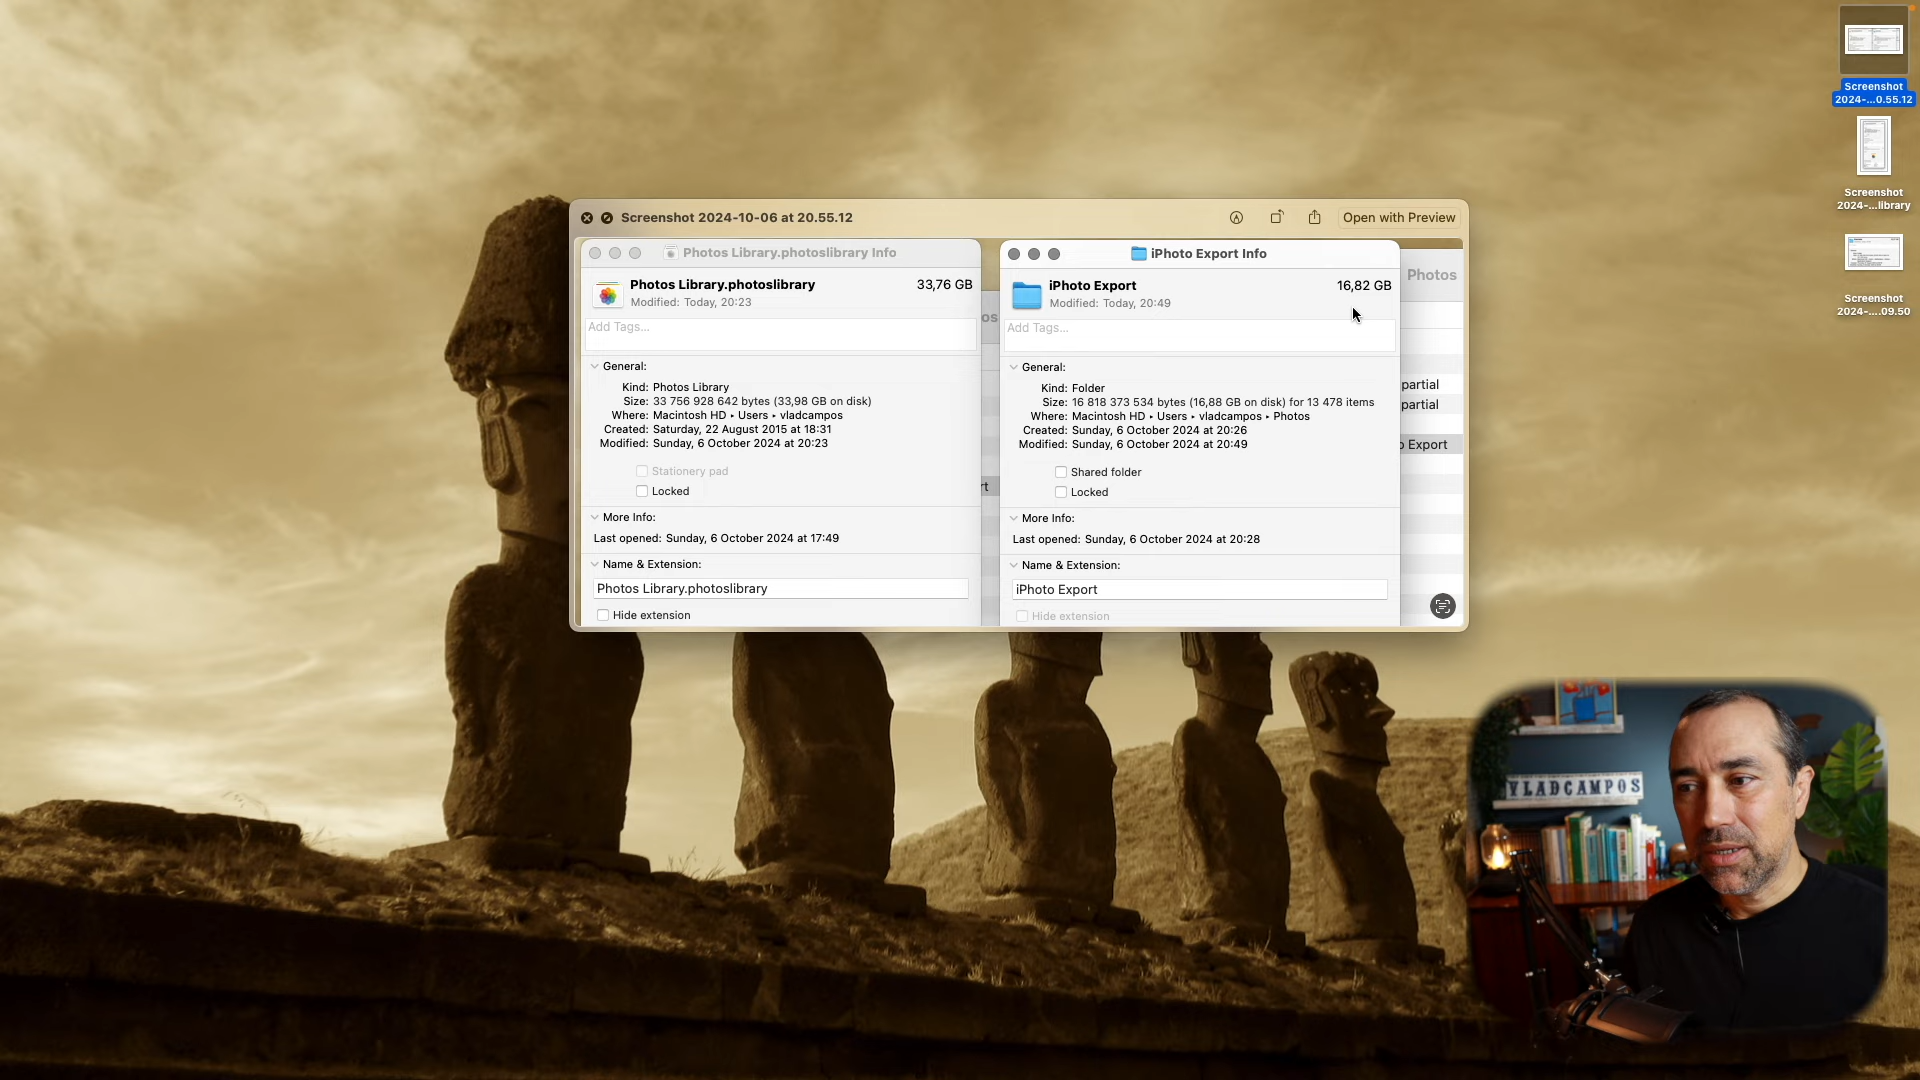 Screenshot 2024-10-06 at 20.55.12
Open with Preview
Photos Library.photoslibrary Info
Photos Library.photoslibrary
33,76 GB
Modified: Today, 20:23
Add Tags...
General:
Kind: Photos Library
Size: 33 756 928 642 bytes (33,98 GB on disk)
Where: Macintosh HD ‣ Users ‣ vladcampos
Created: Saturday, 22 August 2015 at 18:31
Modified: Sunday, 6 October 2024 at 20:23
Stationery pad
Locked
More Info:
Last opened: Sunday, 6 October 2024 at 17:49
Name & Extension:
Photos Library.photoslibrary
Hide extension
os
rt
iPhoto Export Info
iPhoto Export
16,82 GB
Modified: Today, 20:49
Add Tags...
General:
Kind: Folder
Size: 16 818 373 534 bytes (16,88 GB on disk) for 13 478 items
Where: Macintosh HD ‣ Users ‣ vladcampos ‣ Photos
Created: Sunday, 6 October 2024 at 20:26
Modified: Sunday, 6 October 2024 at 20:49
Shared folder
Locked
More Info:
Last opened: Sunday, 6 October 2024 at 20:28
Name & Extension:
iPhoto Export
Hide extension
Photos
partial
partial
o Export
Screenshot
2024-...0.55.12
Screenshot
2024-...library
Screenshot
2024-....09.50
VLADCAMPOS